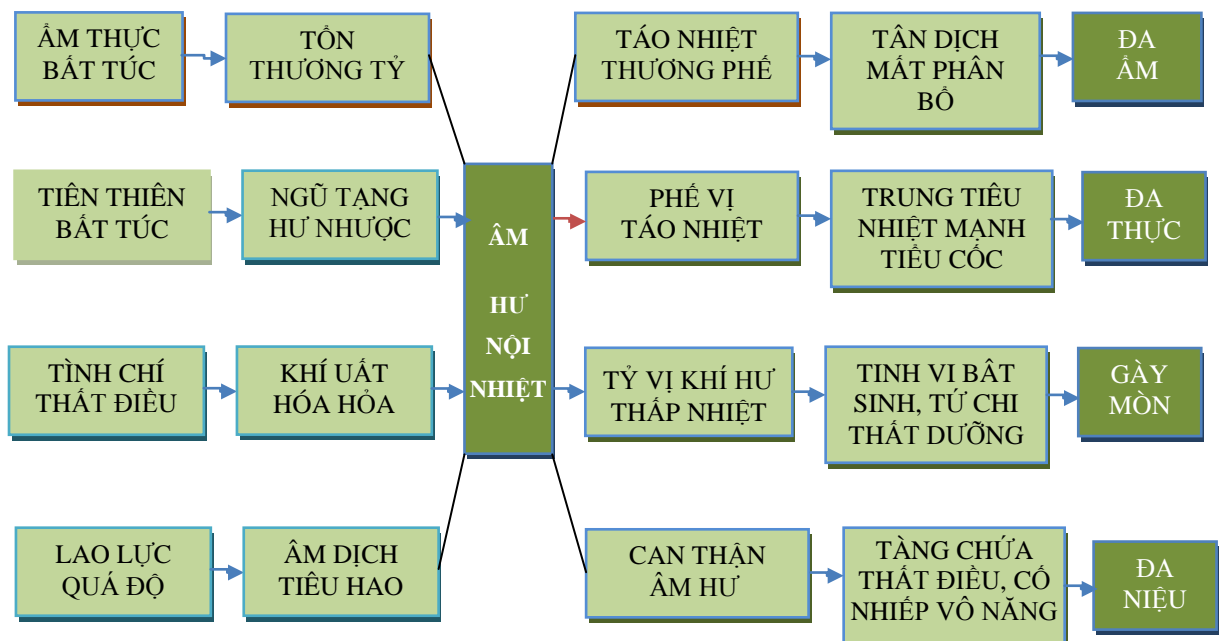 ẨM THỰC
BẤT TÚC
TỔN
THƯƠNG TỶ
TÁO NHIỆT
THƯƠNG PHẾ
TÂN DỊCH
MẤT PHÂN
BỔ
ĐA
ẨM
TIÊN THIÊN
BẤT TÚC
NGŨ TẠNG
HƯ NHƯỢC
ÂM
HƯ
NỘI
NHIỆT
PHẾ VỊ
TÁO NHIỆT
TRUNG TIÊU
NHIỆT MẠNH
TIỂU CỐC
ĐA
THỰC
TÌNH CHÍ
THẤT ĐIỀU
KHÍ UẤT
HÓA HỎA
TỶ VỊ KHÍ HƯ
THẤP NHIỆT
TINH VI BÂT
SINH, TỨ CHI
THẤT DƯỠNG
GÀY
MÒN
LAO LỰC
QUÁ ĐỘ
ÂM DỊCH
TIÊU HAO
CAN THẬN
ÂM HƯ
TÀNG CHỨA
THẤT ĐIỀU, CỐ
NHIẾP VÔ NĂNG
ĐA
NIỆU